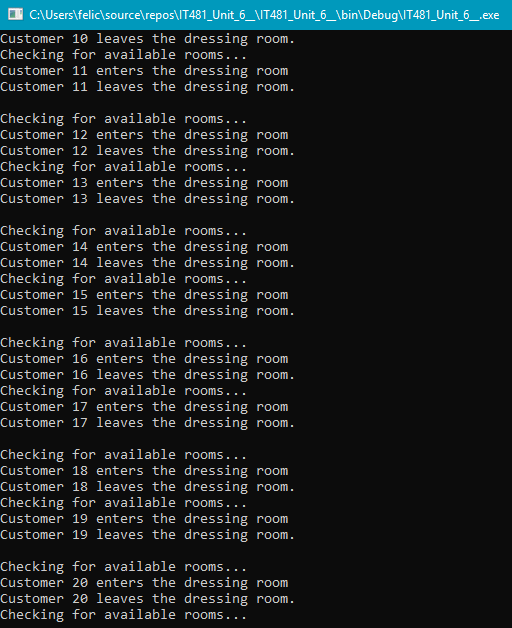 C:\Users\felic\source\repos\IT481_Unit_6__\IT481_Unit_6__\bin\Debug\IT481_Unit_6__.exe
Customer 10 leaves the dressing room.
Checking for available rooms...
Customer 11 enters the dressing room
Customer 11 leaves the dressing room.
Checking for available rooms...
Customer 12 enters the dressing room
Customer 12 leaves the dressing room.
Checking for available rooms...
Customer 13 enters the dressing room
Customer 13 leaves the dressing room.
Checking for available rooms...
Customer 14 enters the dressing room
Customer 14 leaves the dressing room.
Checking for available rooms...
Customer 15 enters the dressing room
Customer 15 leaves the dressing room.
Checking for available rooms...
Customer 16 enters the dressing room
Customer 16 leaves the dressing room.
Checking for available rooms...
Customer 17 enters the dressing room
Customer 17 leaves the dressing room.
Checking for available rooms...
Customer 18 enters the dressing room
Customer 18 leaves the dressing room.
Checking for available rooms...
Customer 19 enters the dressing room
Customer 19 leaves the dressing room.
Checking for available rooms...
Customer 20 enters the dressing room
Customer 20 leaves the dressing room.
Checking for available rooms...